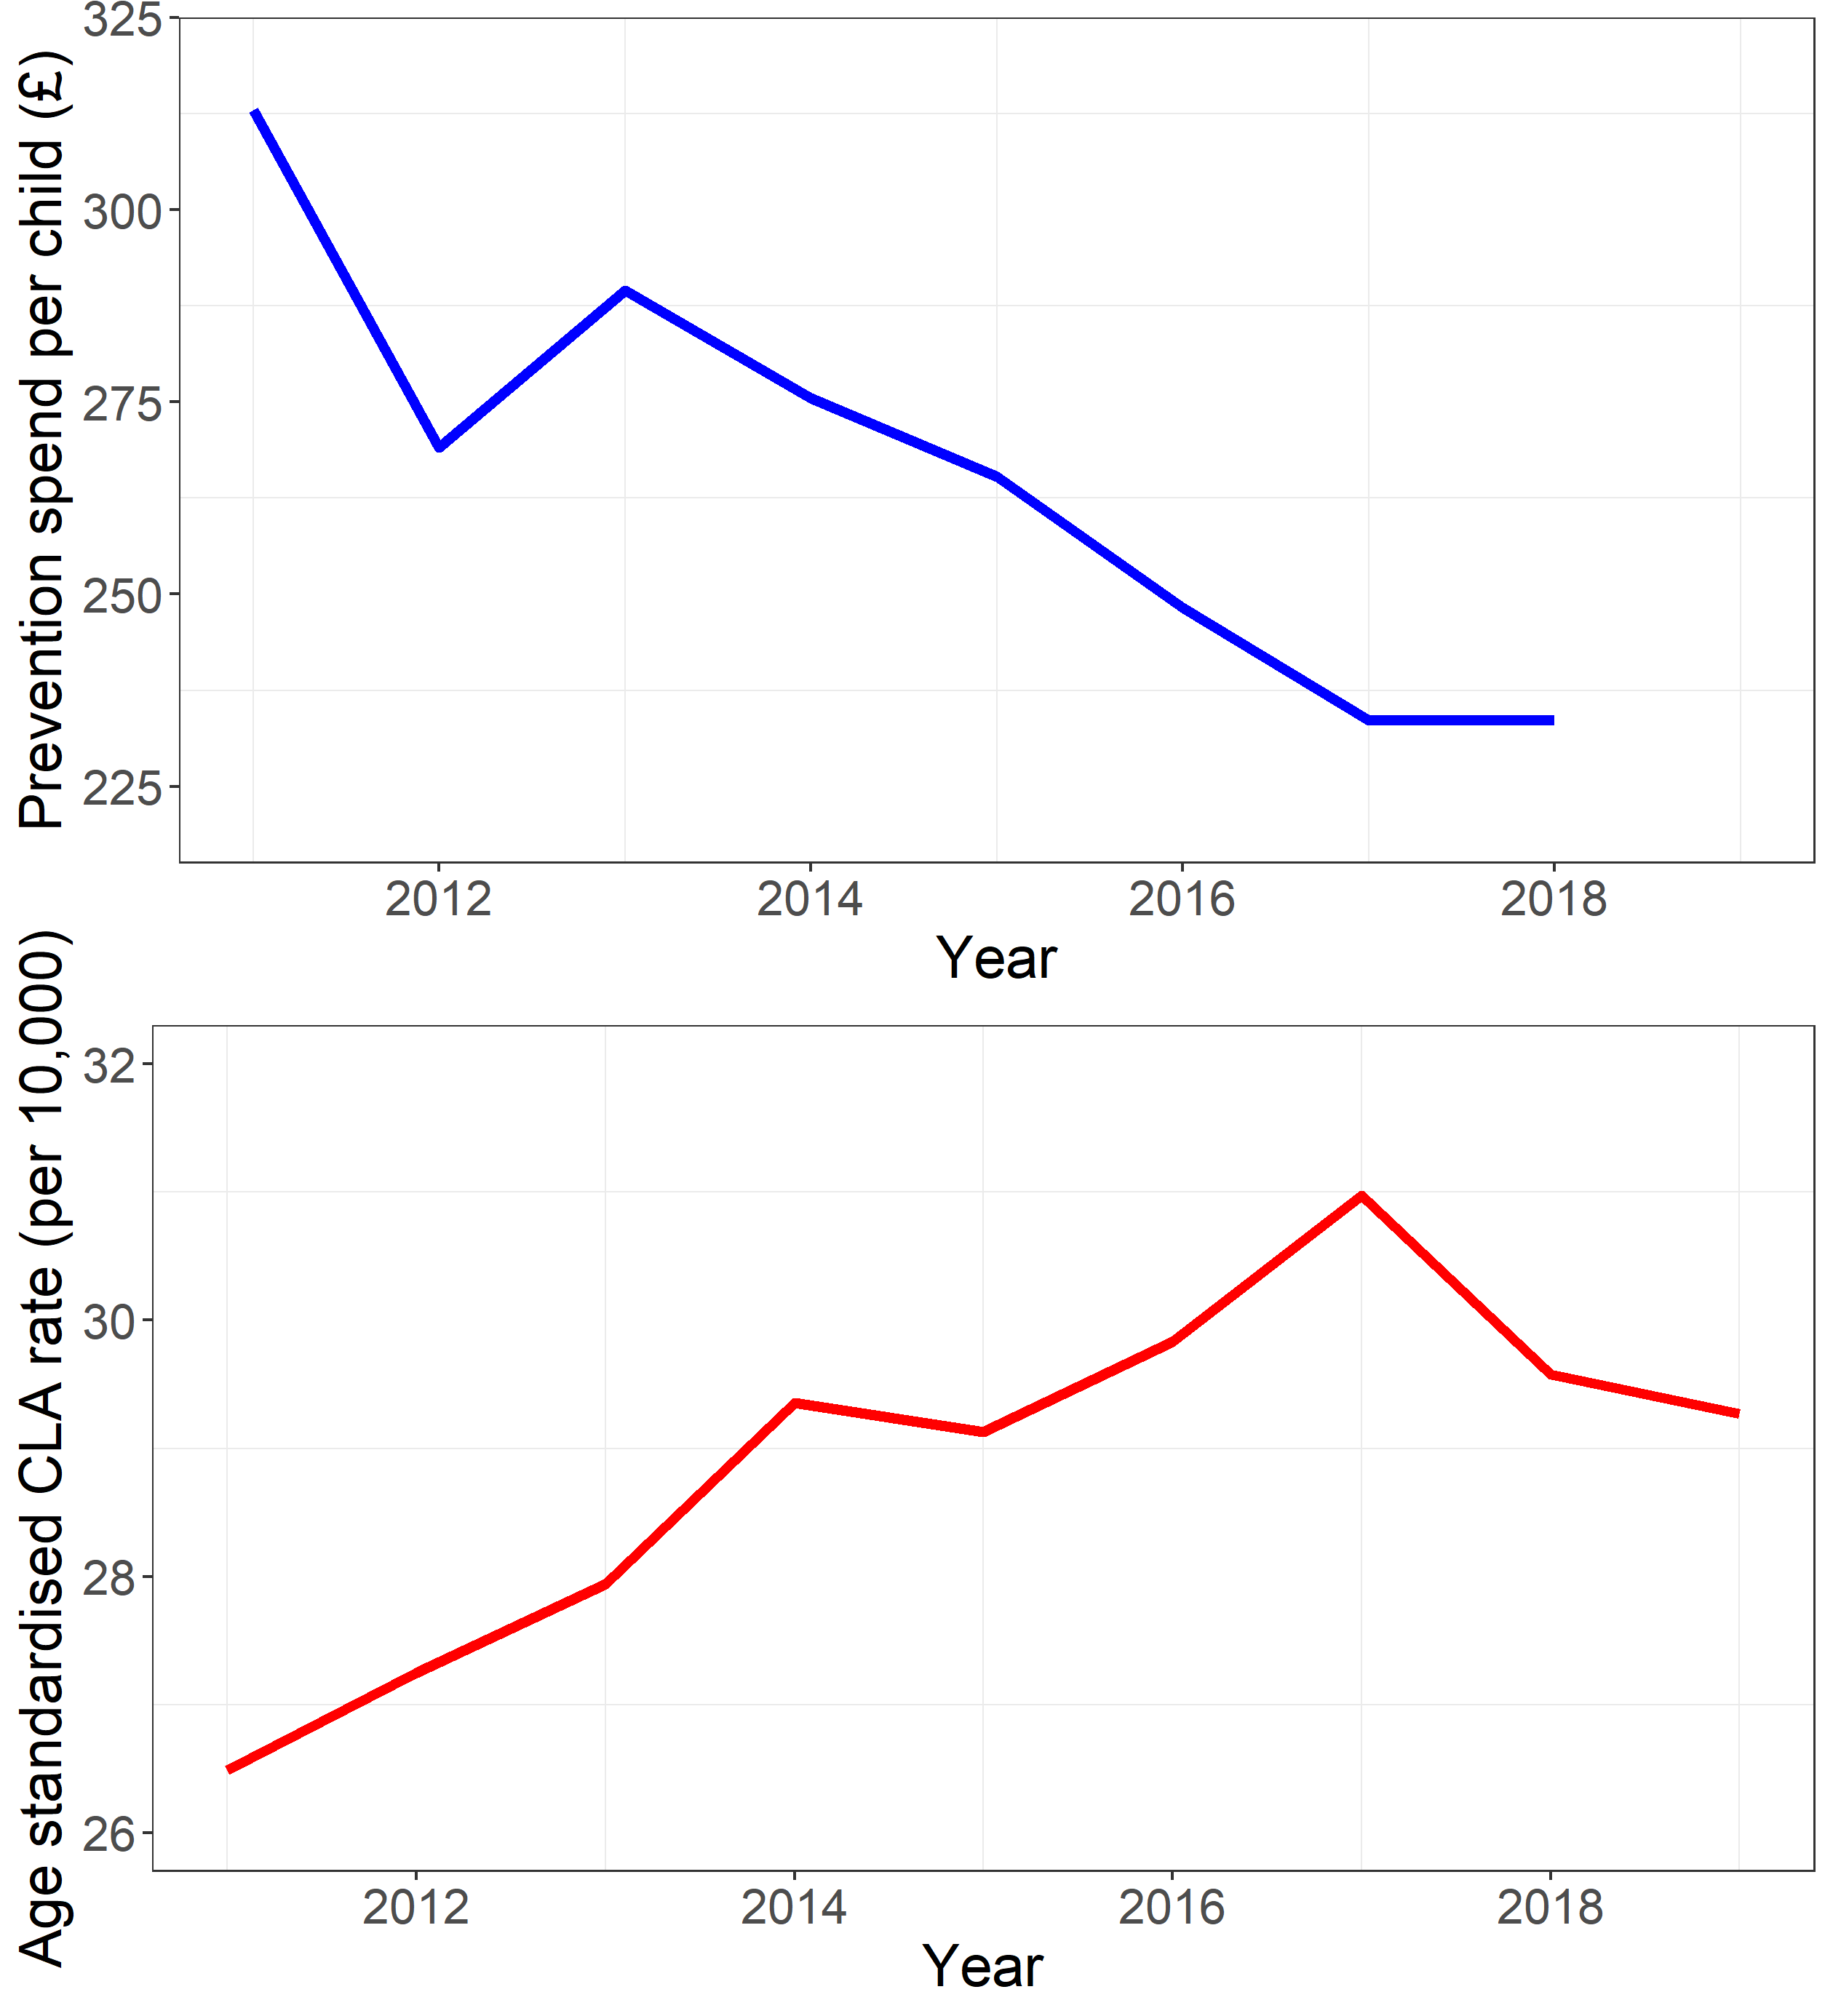 Prevention spend per child (£)
325
300
275
250
225
2012 2014 2016 2018
Year
Age standardised CLA rate (per 10,000)
32
30
28
26
2012 2014 2016 2018
Year